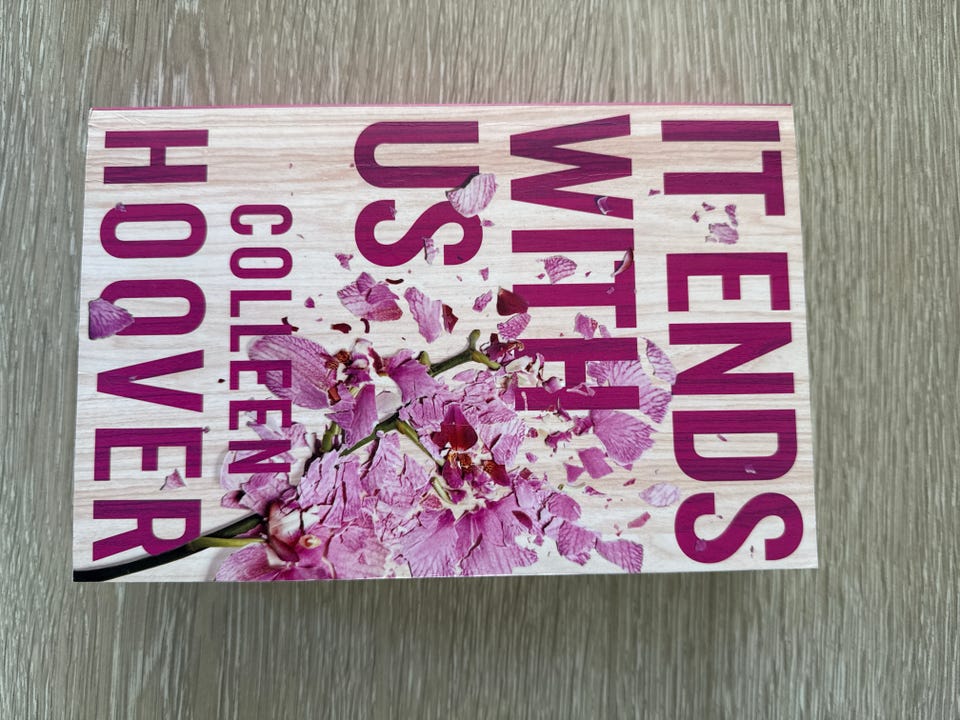 IT ENDS
WITH
US
COLLEEN
HOOVER